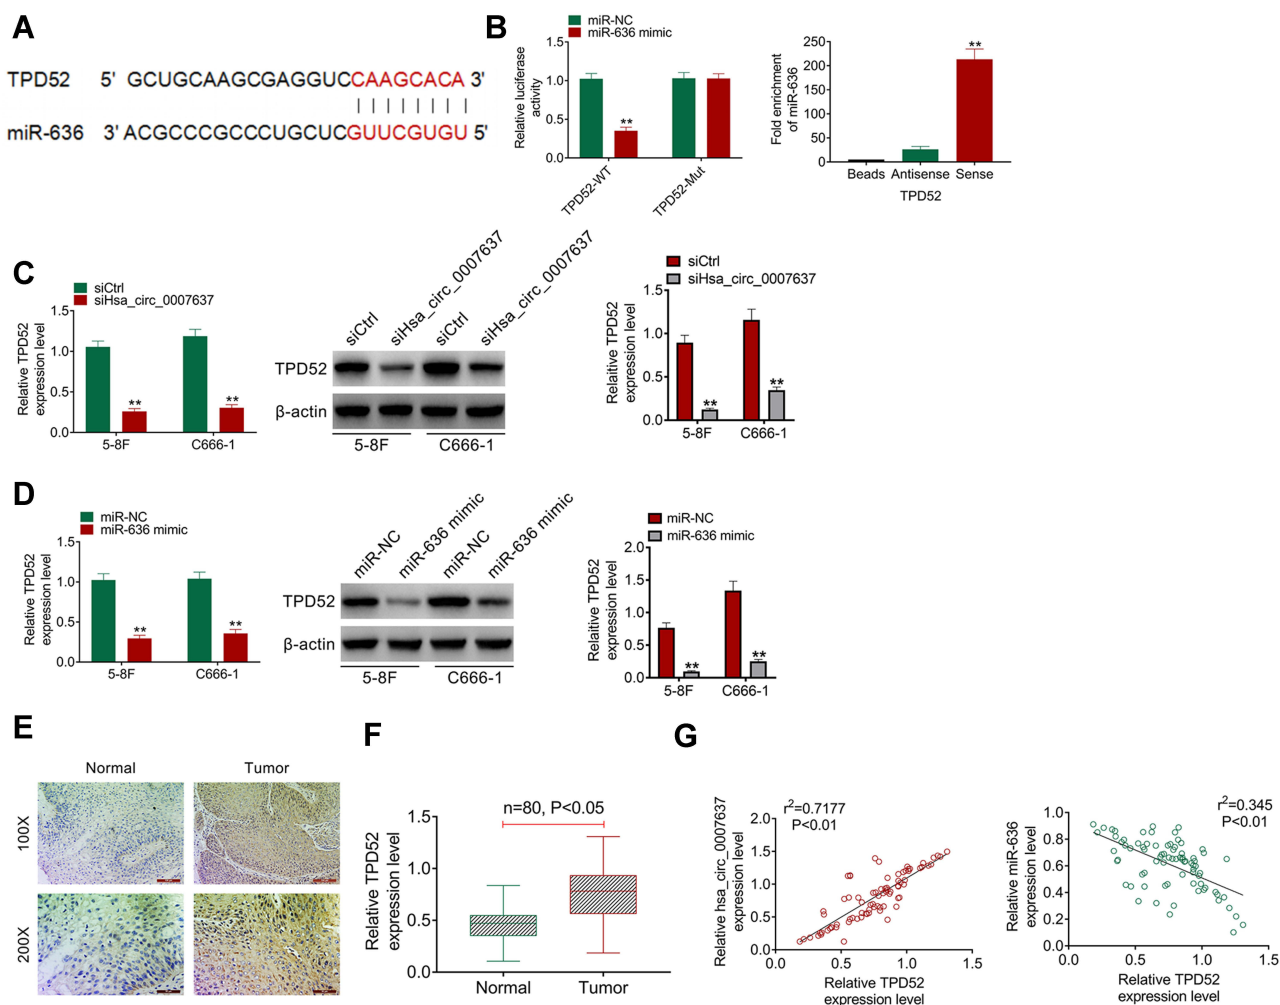 A
TPD52 5' GCUGCAAGCGAGGUCCAAGCACA 3'
miR-636 3' ACGCCCGCCCUGCUCGUUCGUGU 5'
B
miR-NC
miR-636 mimic
Relative luciferase
activity
1.5
1.0
0.5
0.0
**
TPD52-WT
TPD52-Mut
Fold enrichment
of miR-636
250
200
150
100
50
0
**
Beads Antisense Sense
TPD52
C
siCtrl
siHsa_circ_0007637
Relative TPD52
expression level
1.5
1.0
0.5
0.0
**
**
5-8F C666-1
siCtrl
siHsa_circ_0007637
siCtrl
siHsa_circ_0007637
TPD52
β-actin
5-8F C666-1
siCtrl
siHsa_circ_0007637
Relaitive TPD52
expression level
1.5
1.0
0.5
0.0
**
**
5-8F C666-1
D
miR-NC
miR-636 mimic
Relative TPD52
expression level
1.5
1.0
0.5
0.0
**
**
5-8F C666-1
miR-NC
miR-636 mimic
miR-NC
miR-636 mimic
TPD52
β-actin
5-8F C666-1
miR-NC
miR-636 mimic
Relative TPD52
expression level
2.0
1.5
1.0
0.5
0.0
**
**
5-8F C666-1
E
Normal Tumor
100X
200X
F
n=80, P<0.05
Relative TPD52
expression level
1.5
1.0
0.5
0.0
Normal Tumor
G
Relative hsa_circ_0007637
expression level
r²=0.7177
P<0.01
2.0
1.5
1.0
0.5
0.0
0.0 0.5 1.0 1.5
Relative TPD52
expression level
Relative miR-636
expression level
r²=0.345
P<0.01
1.0
0.8
0.6
0.4
0.2
0.0
0.0 0.5 1.0 1.5
Relative TPD52
expression level